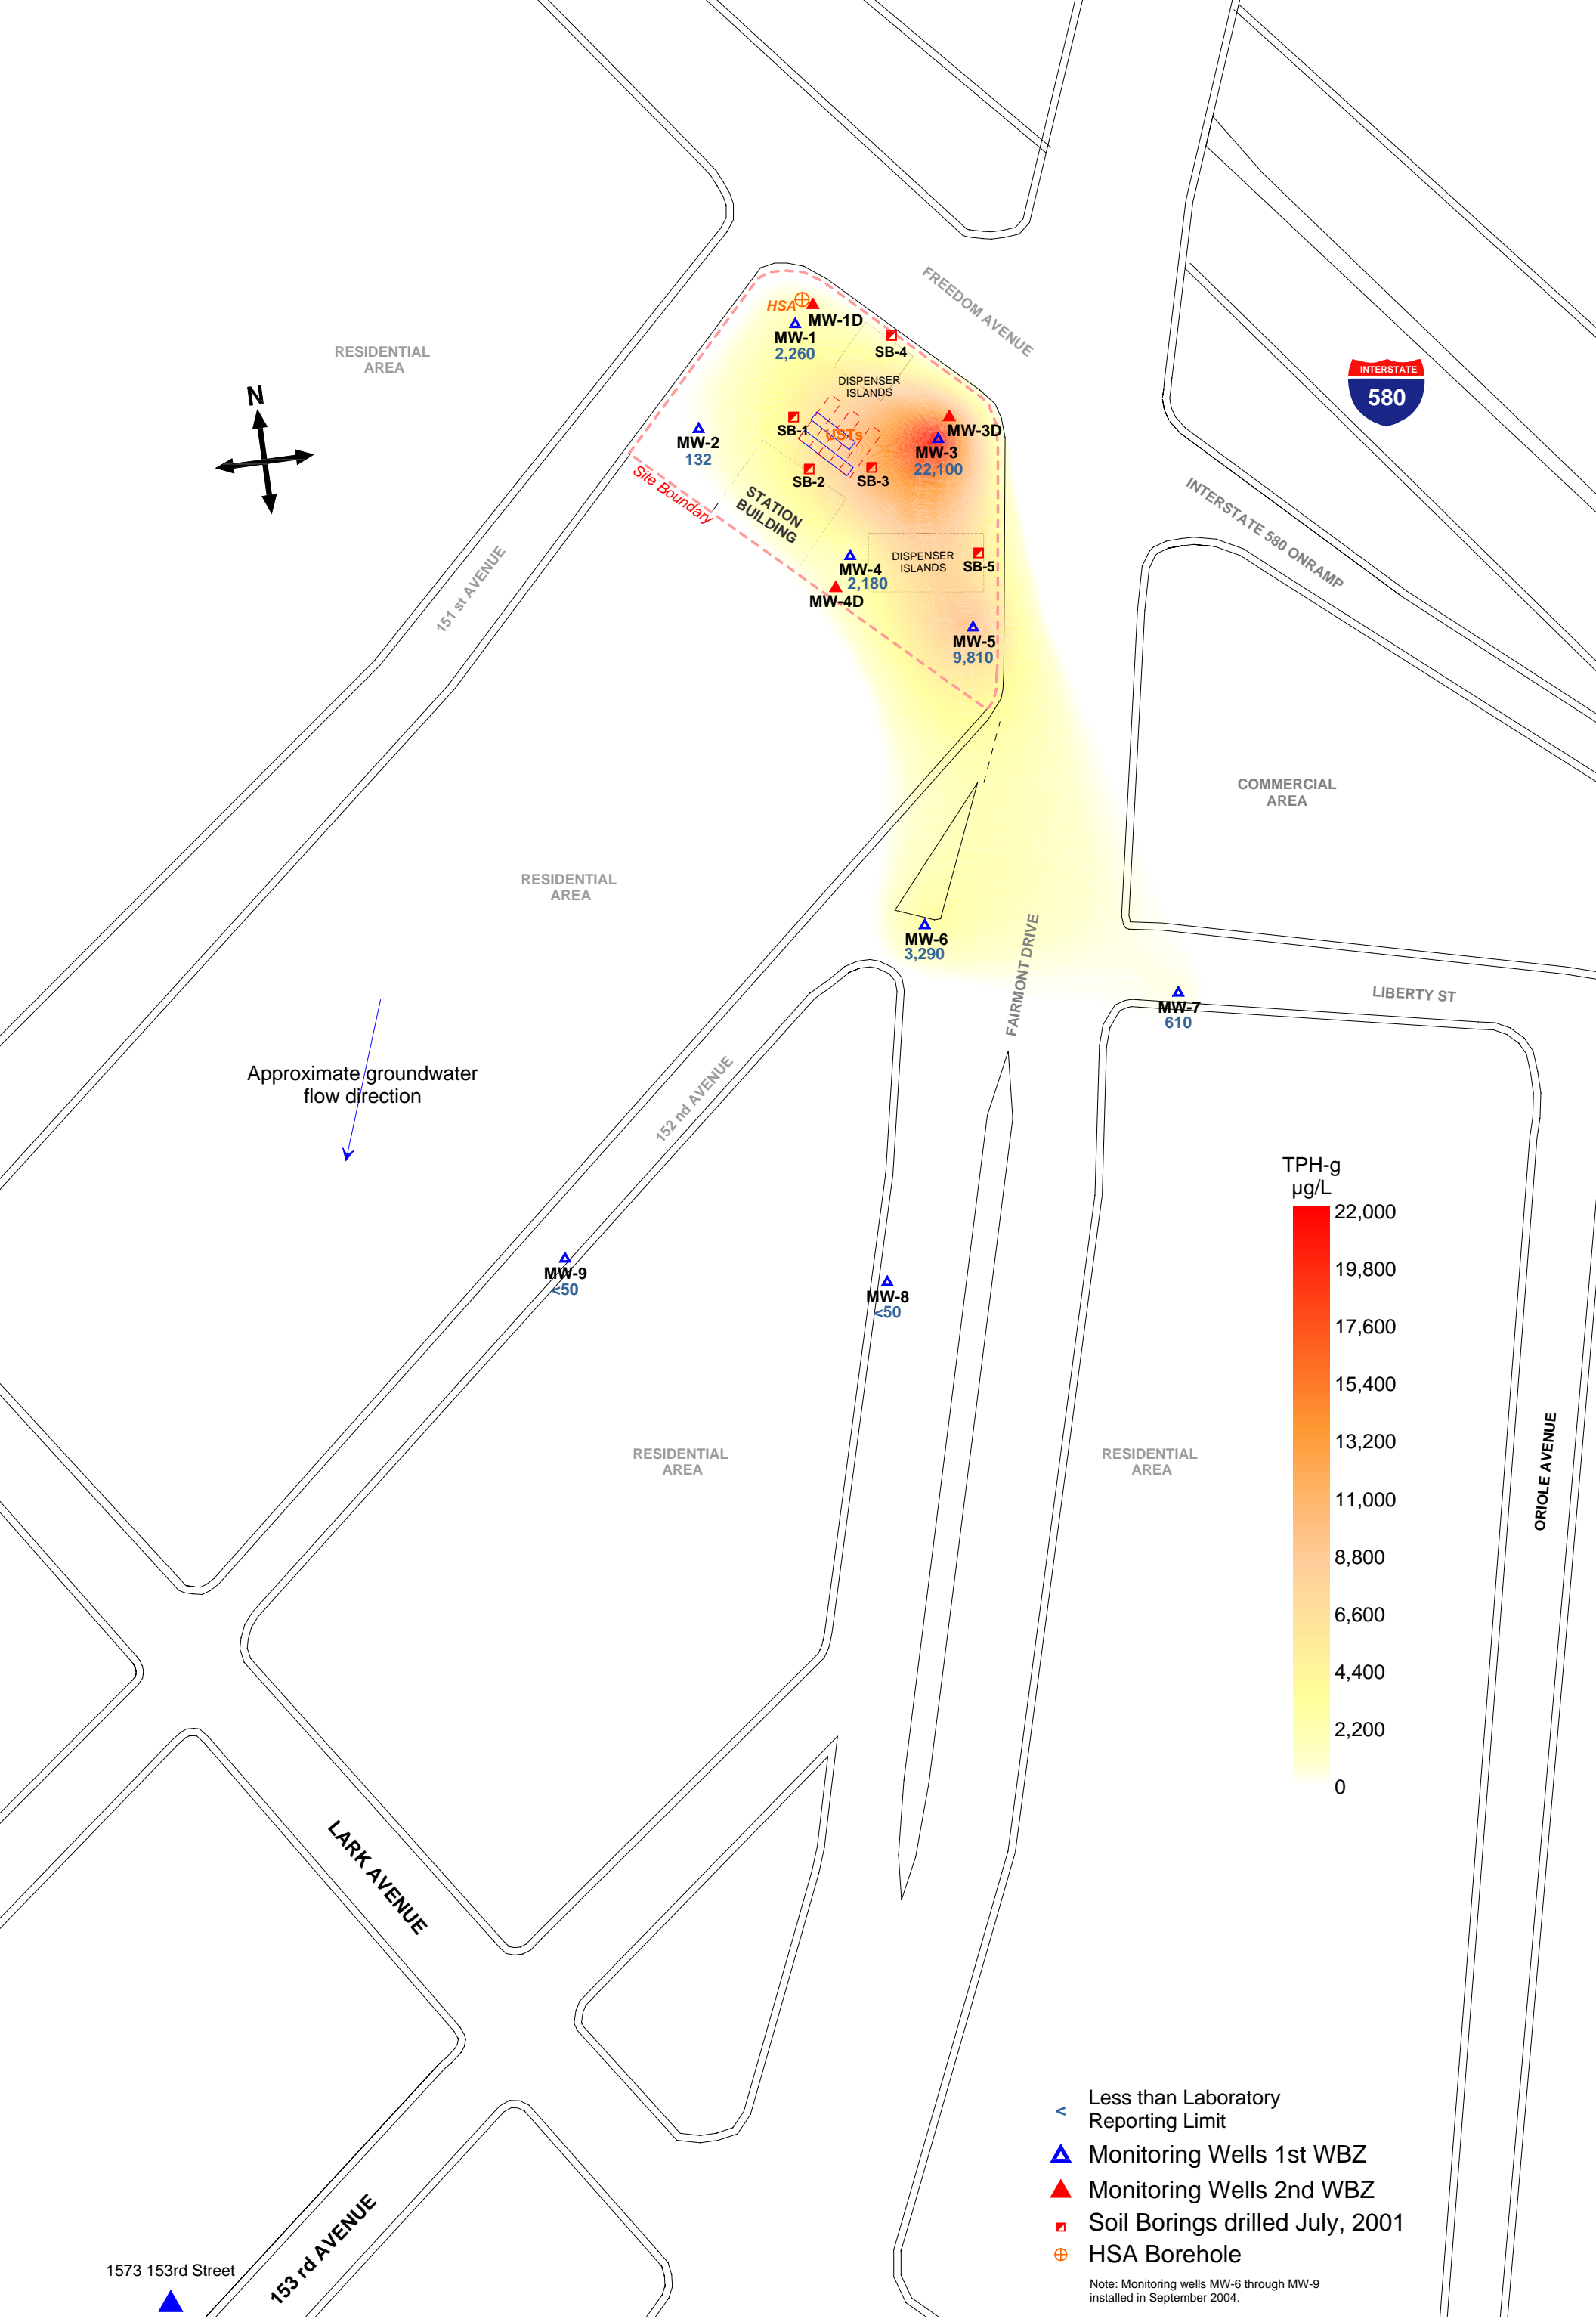 FREEDOM AVENUE
HSA
MW-1D
MW-1
2,260
SB-4
RESIDENTIAL
AREA
INTERSTATE
580
DISPENSER
ISLANDS
N
SB-1
USTs
MW-3D
MW-2
132
MW-3
22,100
SB-2
SB-3
Site Boundary
STATION
BUILDING
INTERSTATE 580 ONRAMP
DISPENSER
ISLANDS
SB-5
MW-4
2,180
MW-4D
151 st AVENUE
MW-5
9,810
COMMERCIAL
AREA
RESIDENTIAL
AREA
MW-6
3,290
FAIRMONT DRIVE
LIBERTY ST
MW-7
610
Approximate groundwater
flow direction
152 nd AVENUE
TPH-g
µg/L
22,000
19,800
17,600
15,400
13,200
11,000
8,800
6,600
4,400
2,200
0
MW-9
<50
MW-8
<50
RESIDENTIAL
AREA
RESIDENTIAL
AREA
ORIOLE AVENUE
LARK AVENUE
< Less than Laboratory
Reporting Limit
Monitoring Wells 1st WBZ
Monitoring Wells 2nd WBZ
Soil Borings drilled July, 2001
HSA Borehole
Note: Monitoring wells MW-6 through MW-9
installed in September 2004.
153 rd AVENUE
1573 153rd Street